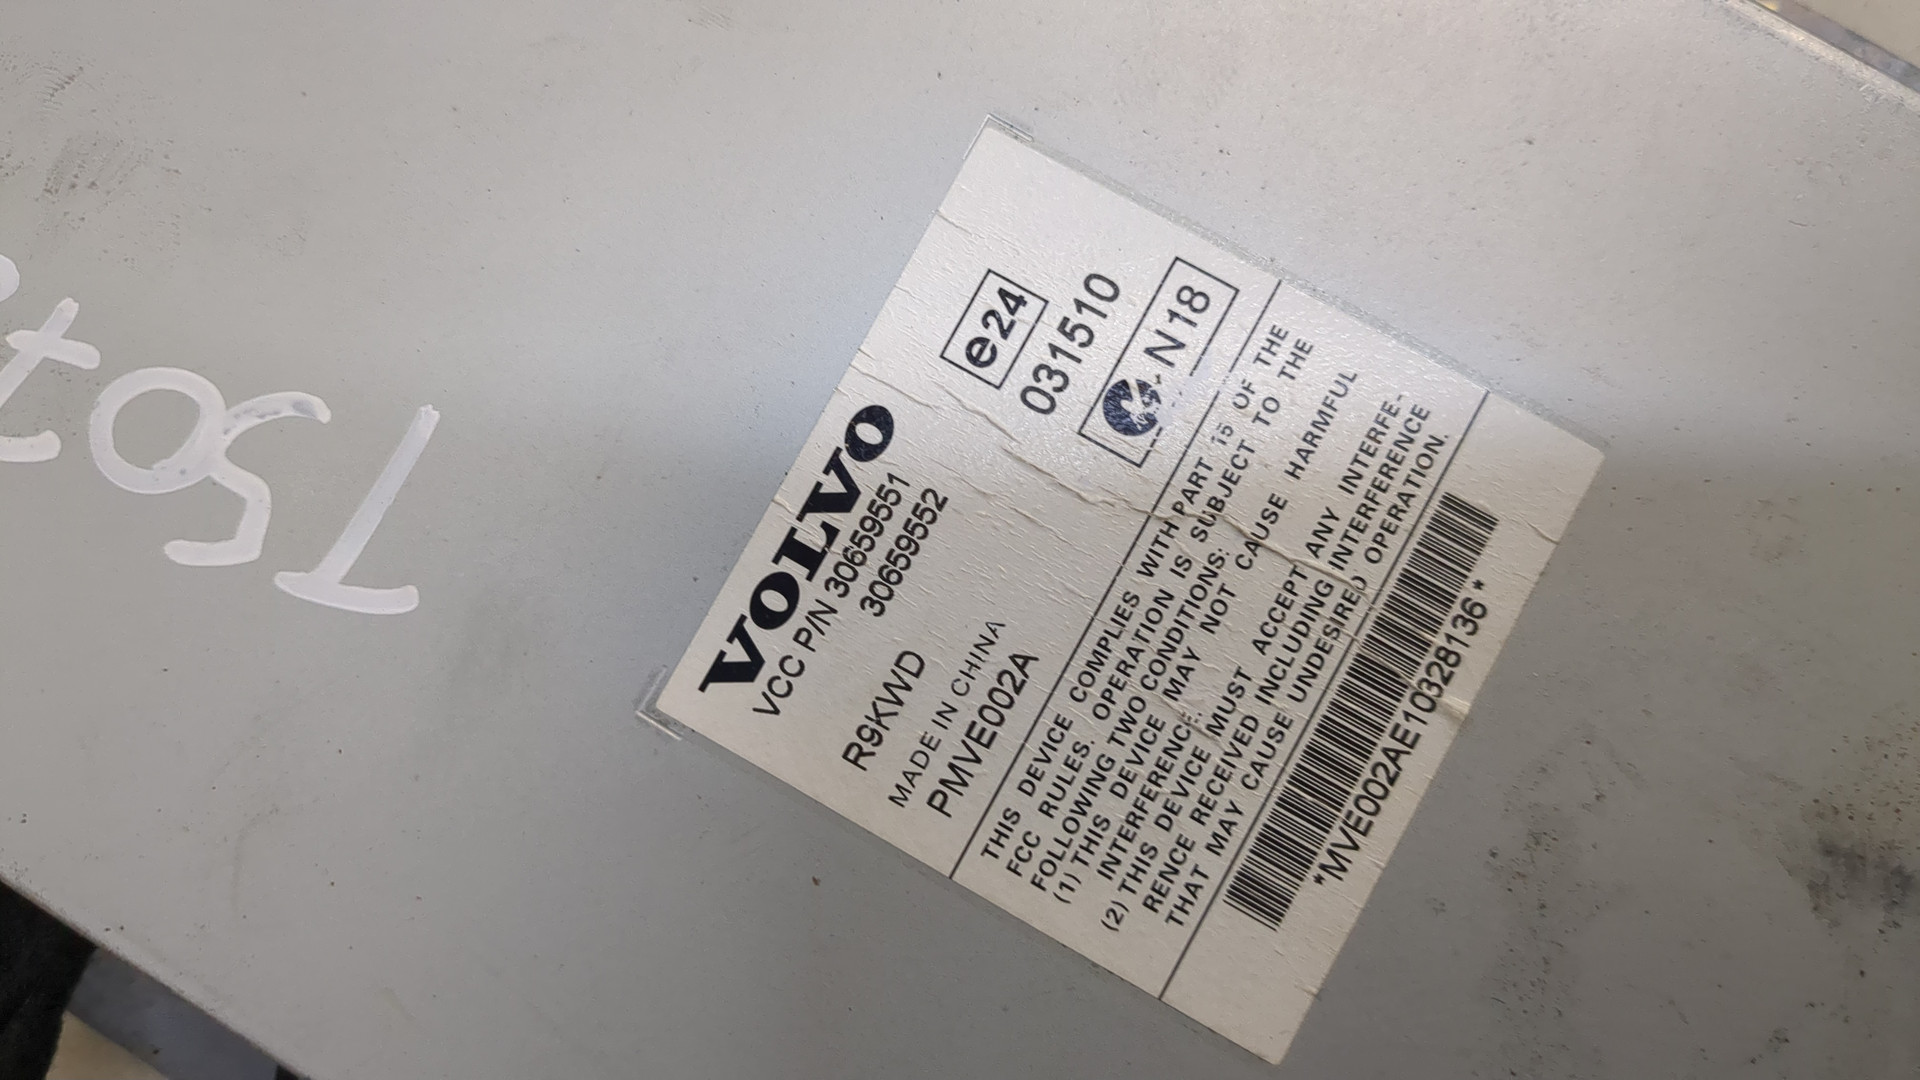 VOLVO
VCC P/N 30659551
30659552
R9KWD
MADE IN CHINA
PMVE002A
e24
031510
N18
THIS DEVICE COMPLIES WITH PART 15 OF THE
FCC RULES. OPERATION IS SUBJECT TO THE
FOLLOWING TWO CONDITIONS:
(1) THIS DEVICE MAY NOT CAUSE HARMFUL
INTERFERENCE.
(2) THIS DEVICE MUST ACCEPT ANY INTERFE-
RENCE RECEIVED INCLUDING INTERFERENCE
THAT MAY CAUSE UNDESIRED OPERATION.
*MVE002AE10328136*